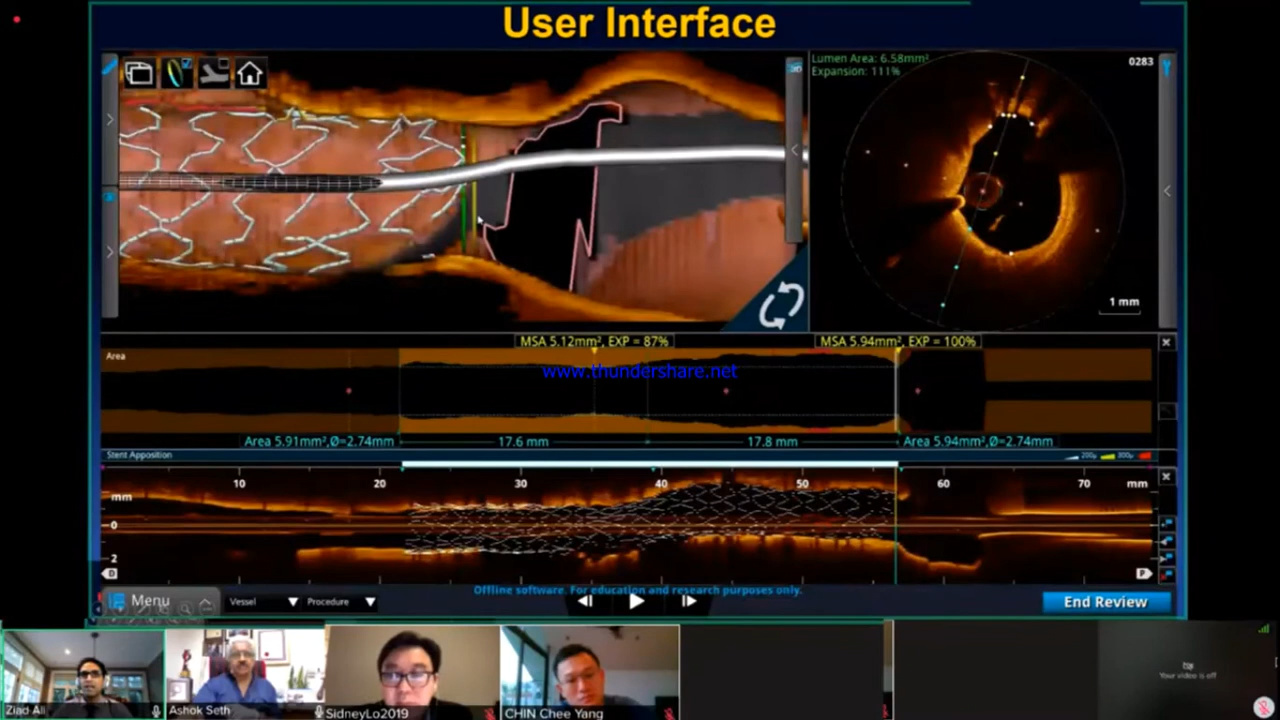 User Interface
Lumen Area: 6.58mm²
Expansion: 111%
0283
3D
1 mm
MSA 5.12mm², EXP = 87%
MSA 5.94mm², EXP = 100%
Area
www.thundershare.net
Area 5.91mm²,Ø=2.74mm
17.6 mm
17.8 mm
Area 5.94mm²,Ø=2.74mm
Stent Apposition
200µ
300µ
10
30
40
50
60
70
mm
mm
0
2
D
P
Offline software. For education and research purposes only.
Menu
Vessel
Procedure
End Review
Ziad Ali
Ashok Seth
SidneyLo2019
CHIN Chee Yang
Your video is off